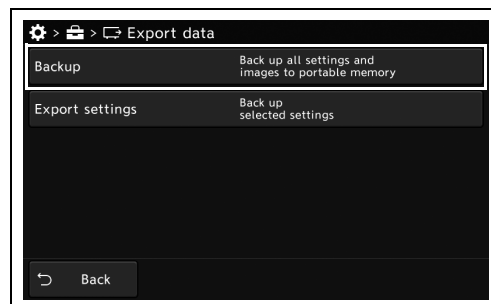 > > Export data
Backup
Back up all settings and
images to portable memory
Export settings
Back up
selected settings
Back